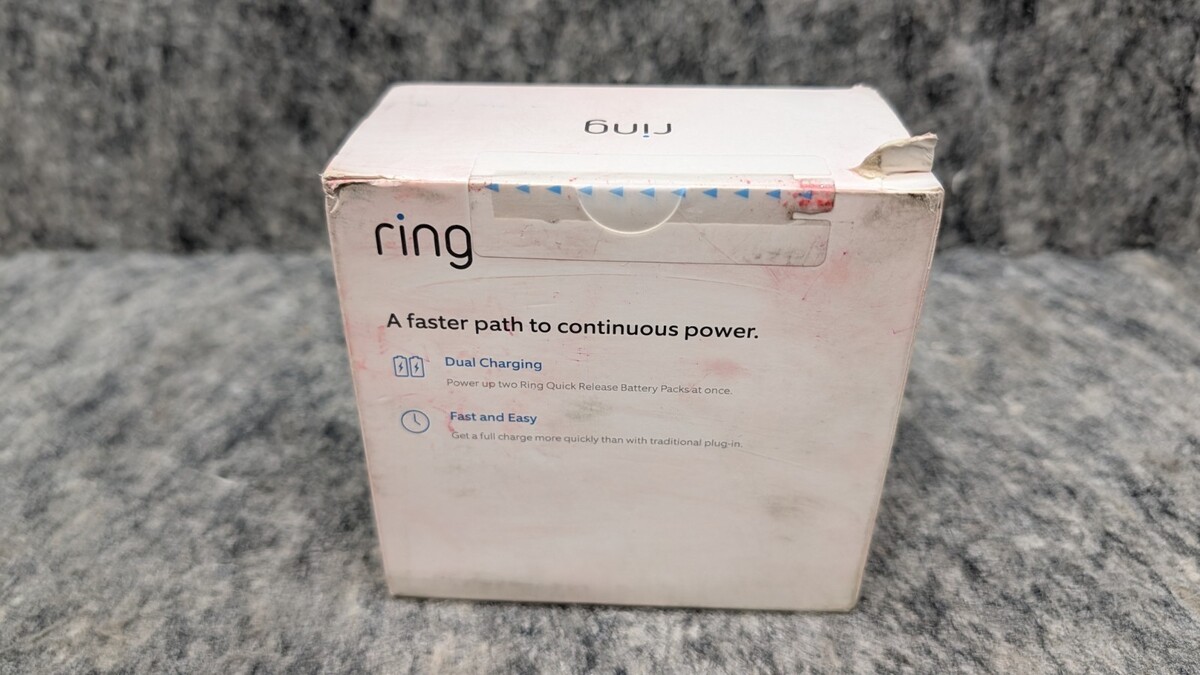 ring
ring
A faster path to continuous power.
Dual Charging
Power up two Ring Quick Release Battery Packs at once.
Fast and Easy
Get a full charge more quickly than with traditional plug-in.